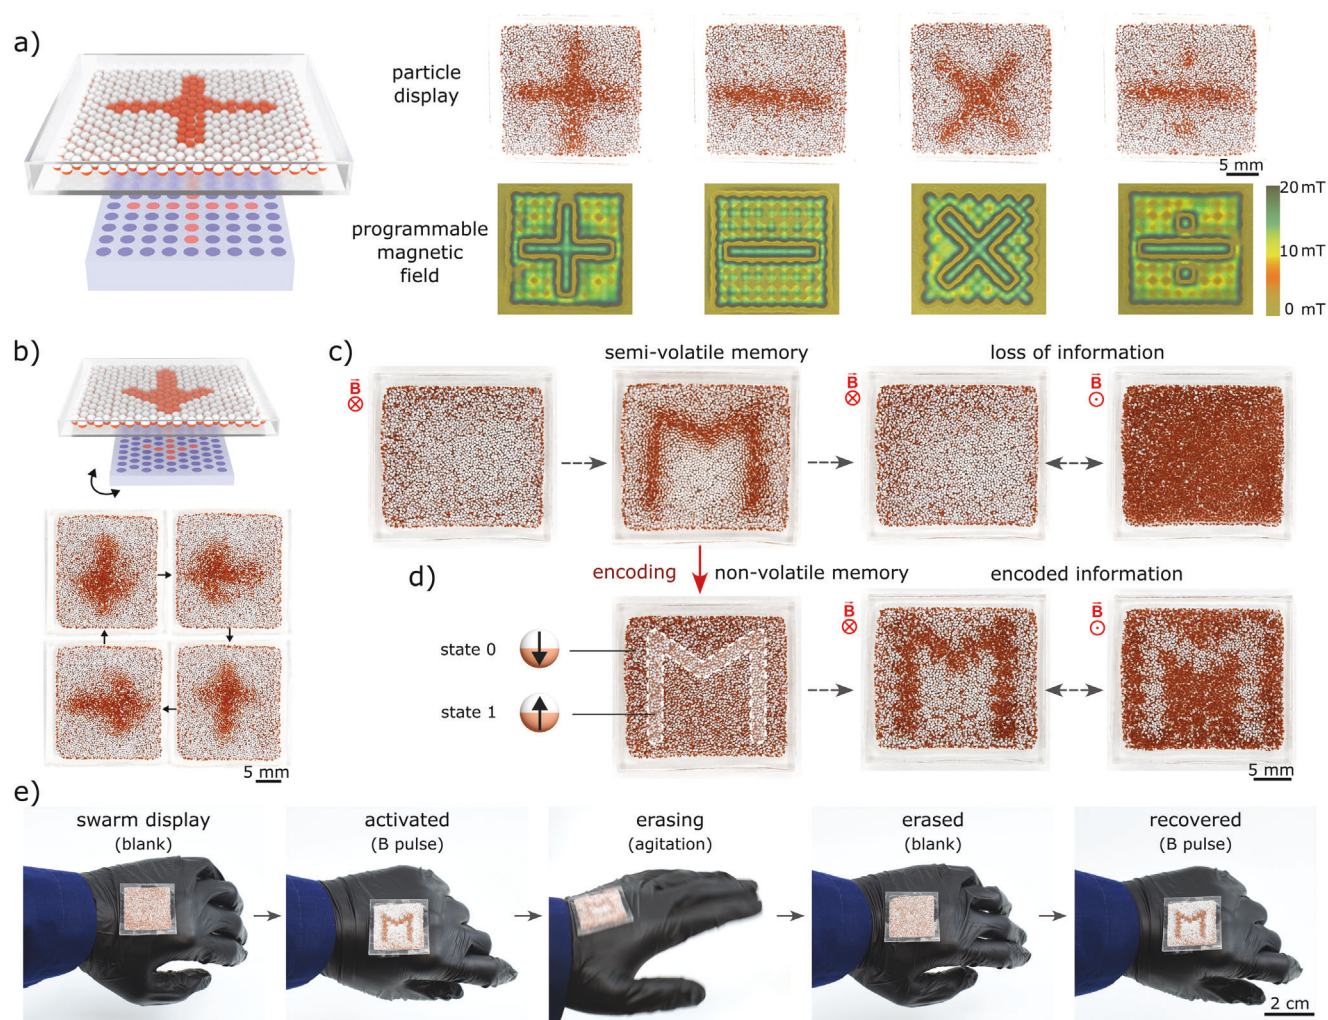 a)
particle
display
5 mm
programmable
magnetic
field
20 mT
10 mT
0 mT
b)
5 mm
c)
semi-volatile memory
loss of information
B
B
B
d)
encoding
non-volatile memory
encoded information
B
B
state 0
state 1
5 mm
e)
swarm display
(blank)
activated
(B pulse)
erasing
(agitation)
erased
(blank)
recovered
(B pulse)
M
M
2 cm